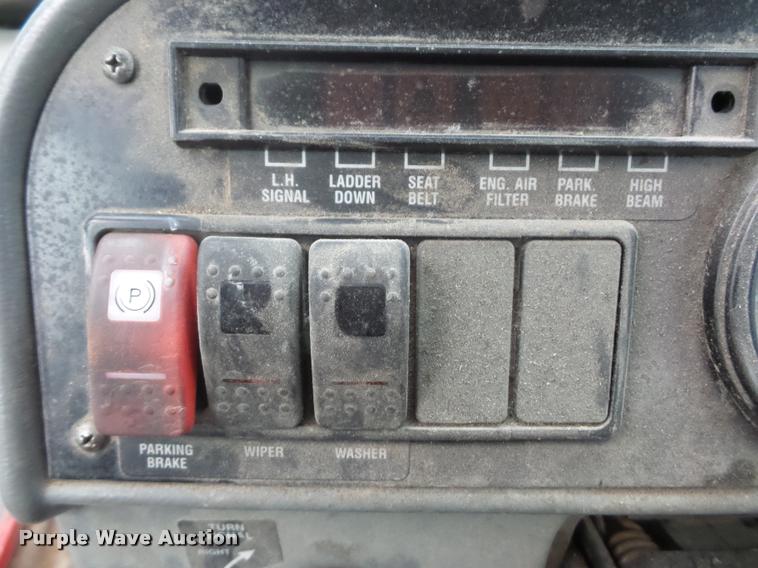 L.H. SIGNAL
LADDER DOWN
SEAT BELT
ENG. AIR FILTER
PARK. BRAKE
HIGH BEAM
P
PARKING BRAKE
WIPER
WASHER
TURN
RIGHT
Purple Wave Auction